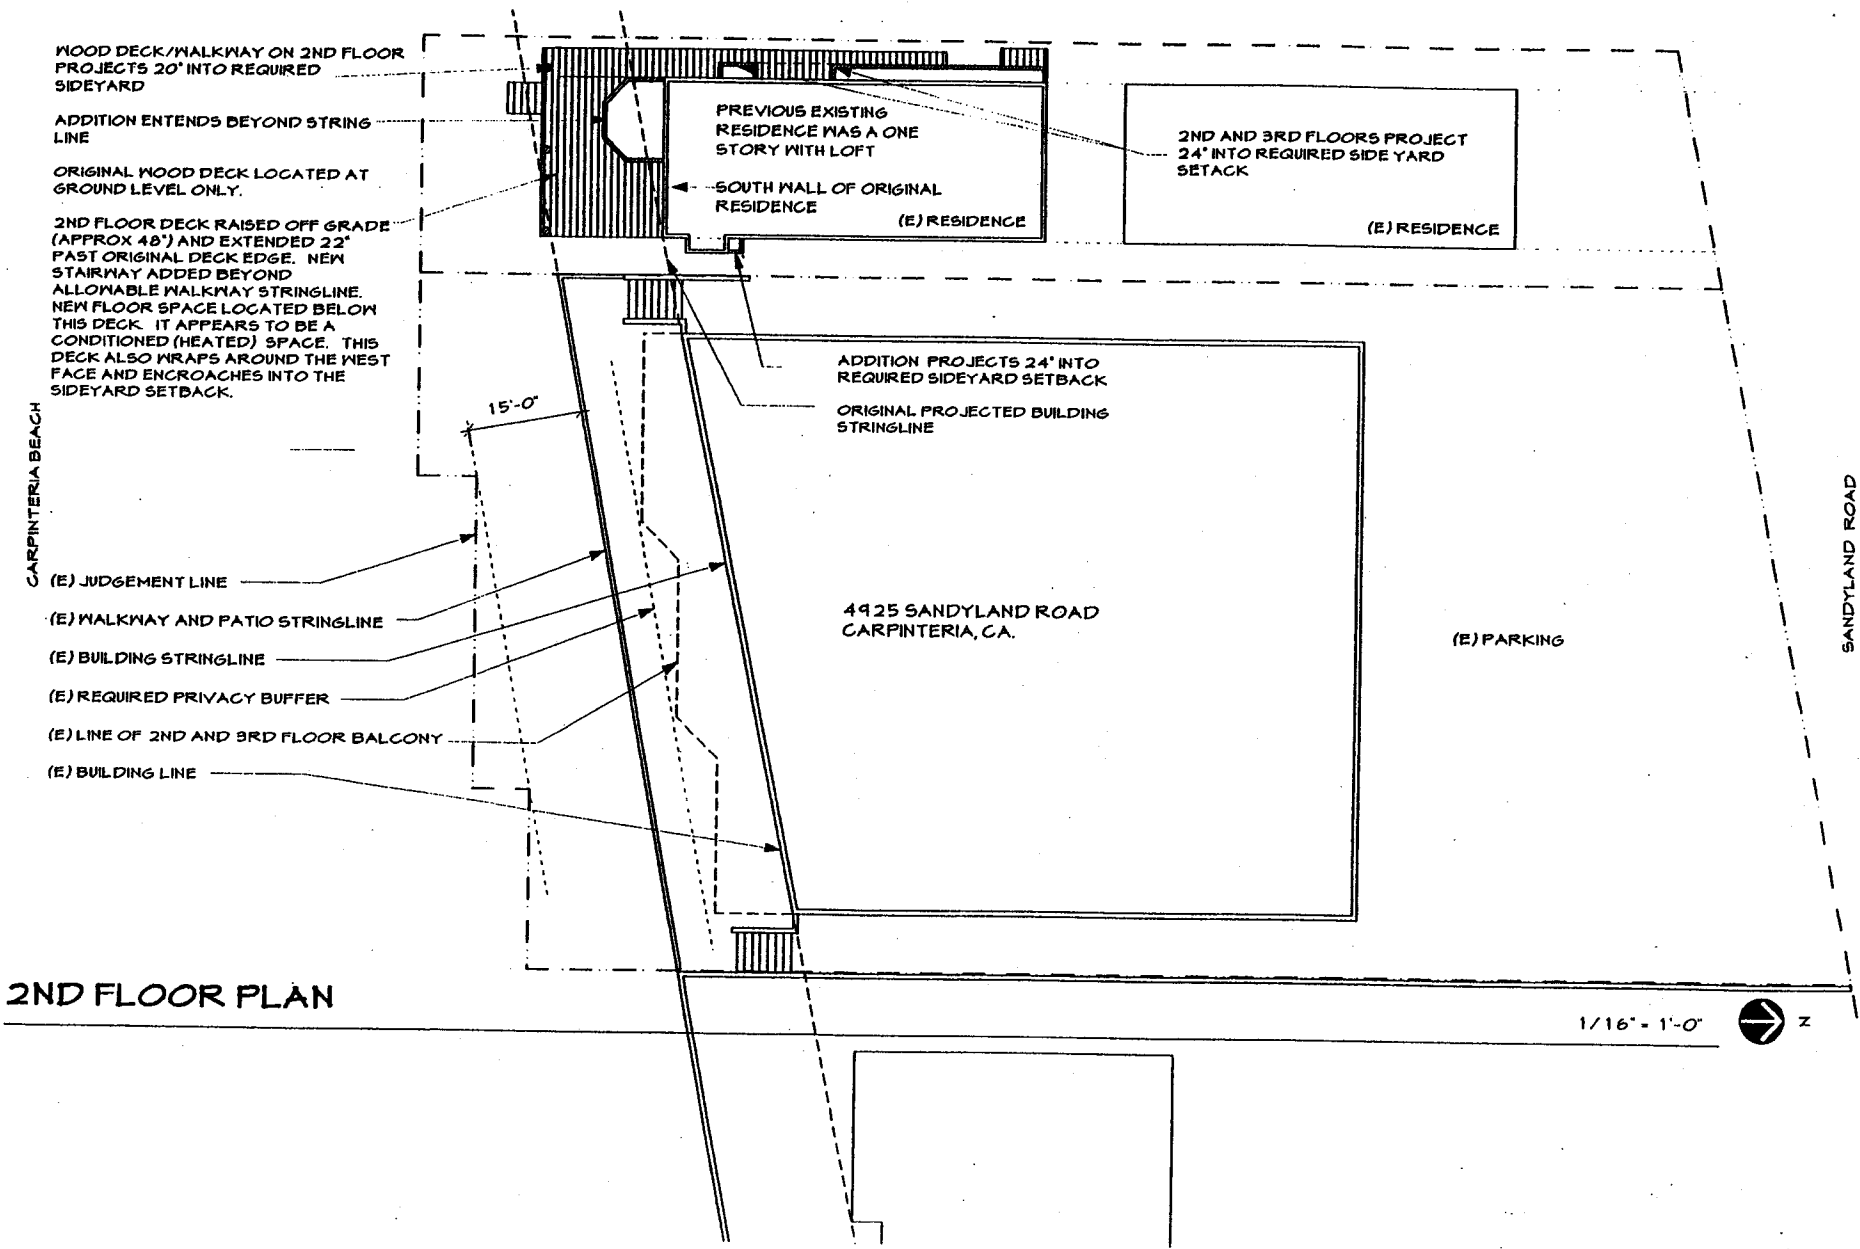 WOOD DECK/WALKWAY ON 2ND FLOOR
PROJECTS 20" INTO REQUIRED
SIDEYARD
ADDITION ENTENDS BEYOND STRING
LINE
ORIGINAL WOOD DECK LOCATED AT
GROUND LEVEL ONLY.
2ND FLOOR DECK RAISED OFF GRADE
(APPROX 48") AND EXTENDED 22"
PAST ORIGINAL DECK EDGE. NEW
STAIRWAY ADDED BEYOND
ALLOWABLE WALKWAY STRINGLINE.
NEW FLOOR SPACE LOCATED BELOW
THIS DECK. IT APPEARS TO BE A
CONDITIONED (HEATED) SPACE. THIS
DECK ALSO WRAPS AROUND THE WEST
FACE AND ENCROACHES INTO THE
SIDEYARD SETBACK.
PREVIOUS EXISTING
RESIDENCE WAS A ONE
STORY WITH LOFT
SOUTH WALL OF ORIGINAL
RESIDENCE
(E) RESIDENCE
2ND AND 3RD FLOORS PROJECT
24" INTO REQUIRED SIDE YARD
SETACK
(E) RESIDENCE
ADDITION PROJECTS 24" INTO
REQUIRED SIDEYARD SETBACK
ORIGINAL PROJECTED BUILDING
STRINGLINE
15'-0"
CARPINTERIA BEACH
(E) JUDGEMENT LINE
(E) WALKWAY AND PATIO STRINGLINE
(E) BUILDING STRINGLINE
(E) REQUIRED PRIVACY BUFFER
(E) LINE OF 2ND AND 3RD FLOOR BALCONY
(E) BUILDING LINE
4925 SANDYLAND ROAD
CARPINTERIA, CA.
(E) PARKING
SANDYLAND ROAD
2ND FLOOR PLAN
1/16" = 1'-0"
N